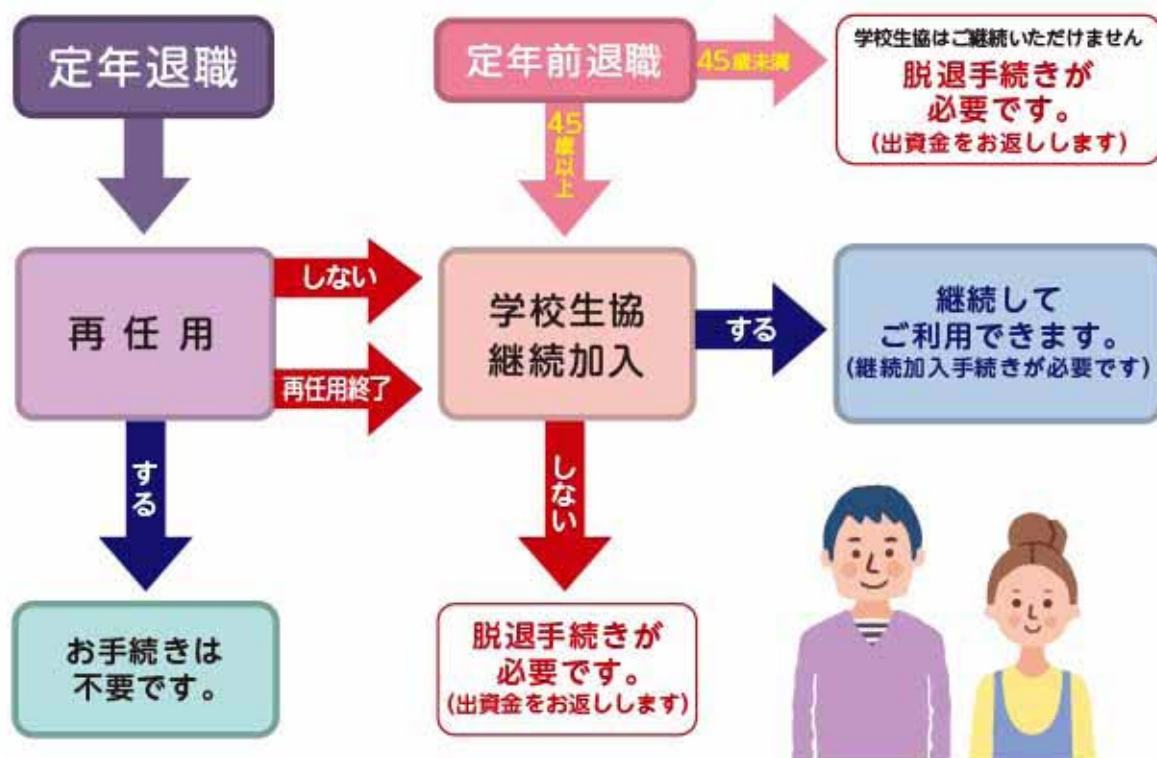 定年退職
定年前退職
45歳未満
学校生協はご継続いただけません
脱退手続きが
必要です。
(出資金をお返しします)
45歳以上
再任用
しない
再任用終了
学校生協
継続加入
する
継続して
ご利用できます。
(継続加入手続きが必要です)
する
しない
お手続きは
不要です。
脱退手続きが
必要です。
(出資金をお返しします)